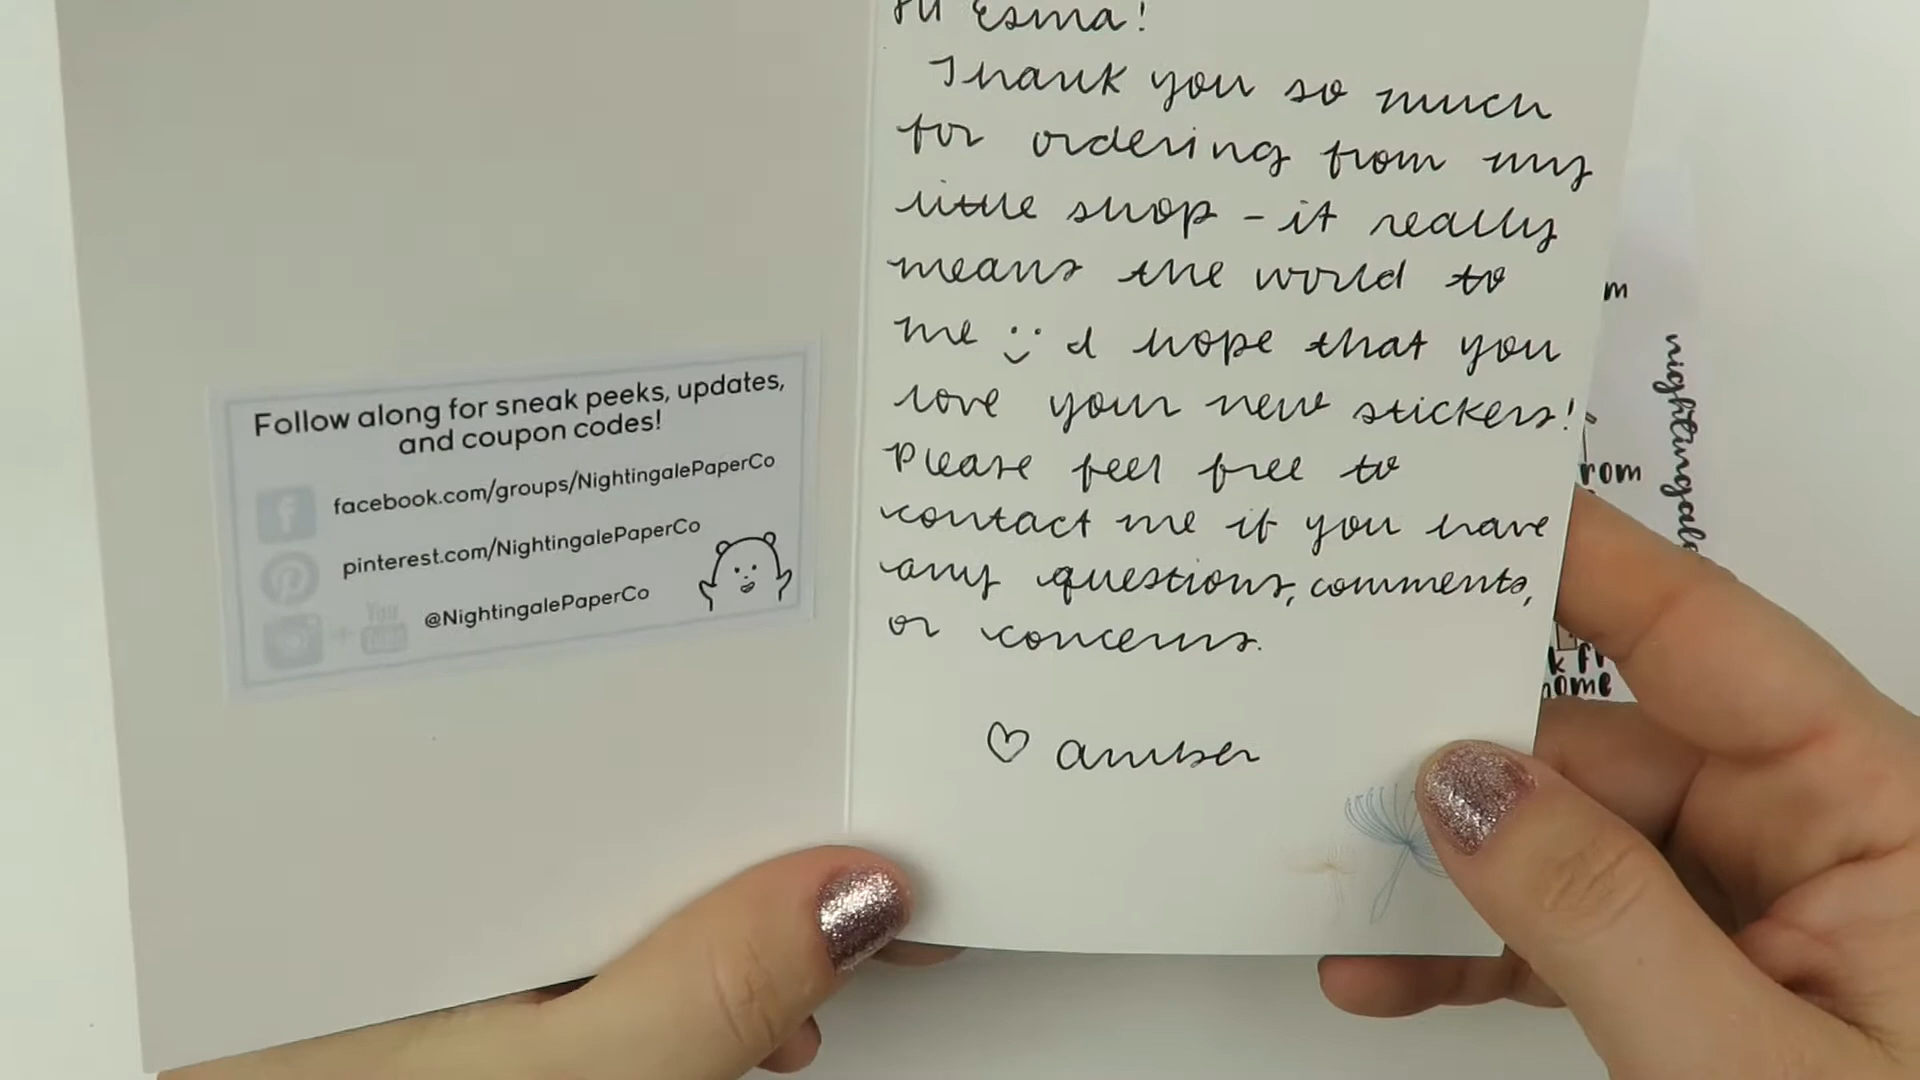 Follow along for sneak peeks, updates,
and coupon codes!
facebook.com/groups/NightingalePaperCo
pinterest.com/NightingalePaperCo
You
@NightingalePaperCo
Hi Esma!
Thank you so much
for ordering from my
little shop - it really
means the world to
me I hope that you
love your new stickers!
Please feel free to
contact me if you have
any questions, comments,
or concerns.
♡ amber
nightingale
home